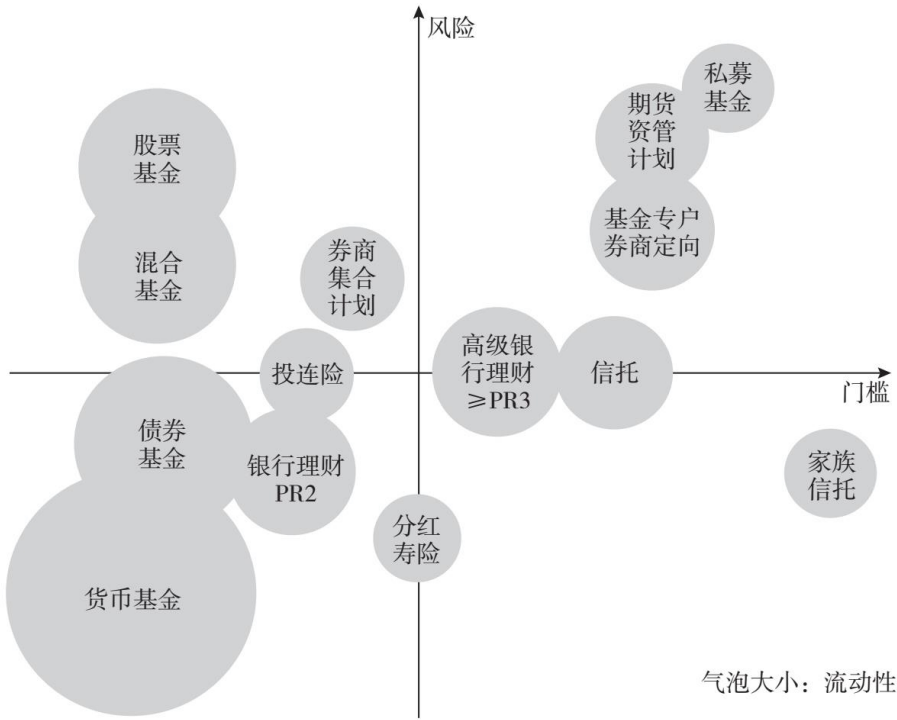 风险
私募
基金
期货
资管
计划
股票
基金
基金专户
券商定向
混合
基金
券商
集合
计划
高级银
行理财
≥PR3
投连险
信托
门槛
债券
基金
银行理财
PR2
家族
信托
分红
寿险
货币基金
气泡大小：流动性